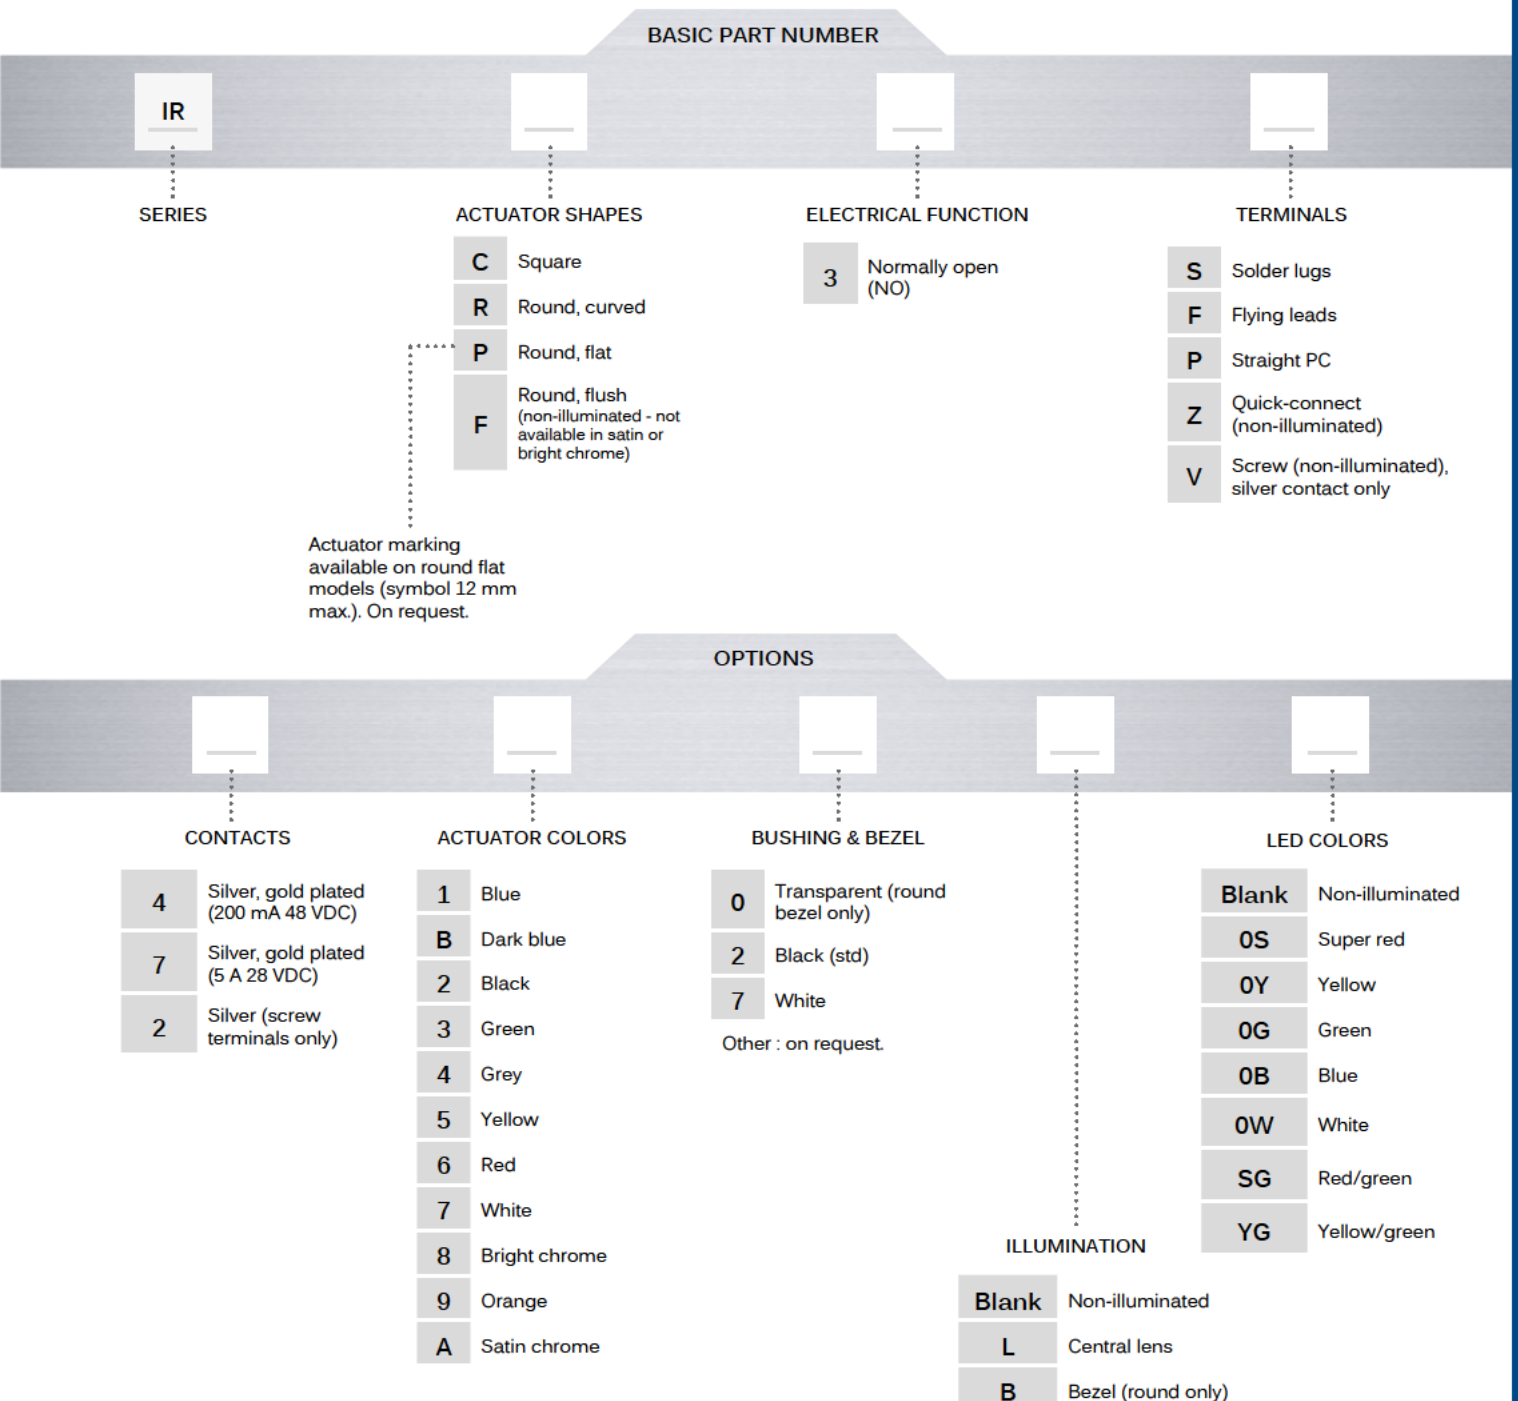 BASIC PART NUMBER
IR
SERIES
ACTUATOR SHAPES
C Square
R Round, curved
P Round, flat
F Round, flush
(non-illuminated - not
available in satin or
bright chrome)
Actuator marking
available on round flat
models (symbol 12 mm
max.). On request.
ELECTRICAL FUNCTION
3 Normally open
(NO)
TERMINALS
S Solder lugs
F Flying leads
P Straight PC
Z Quick-connect
(non-illuminated)
V Screw (non-illuminated),
silver contact only
OPTIONS
CONTACTS
4 Silver, gold plated
(200 mA 48 VDC)
7 Silver, gold plated
(5 A 28 VDC)
2 Silver (screw
terminals only)
ACTUATOR COLORS
1 Blue
B Dark blue
2 Black
3 Green
4 Grey
5 Yellow
6 Red
7 White
8 Bright chrome
9 Orange
A Satin chrome
BUSHING & BEZEL
0 Transparent (round
bezel only)
2 Black (std)
7 White
Other : on request.
ILLUMINATION
Blank Non-illuminated
L Central lens
B Bezel (round only)
LED COLORS
Blank Non-illuminated
0S Super red
0Y Yellow
0G Green
0B Blue
0W White
SG Red/green
YG Yellow/green